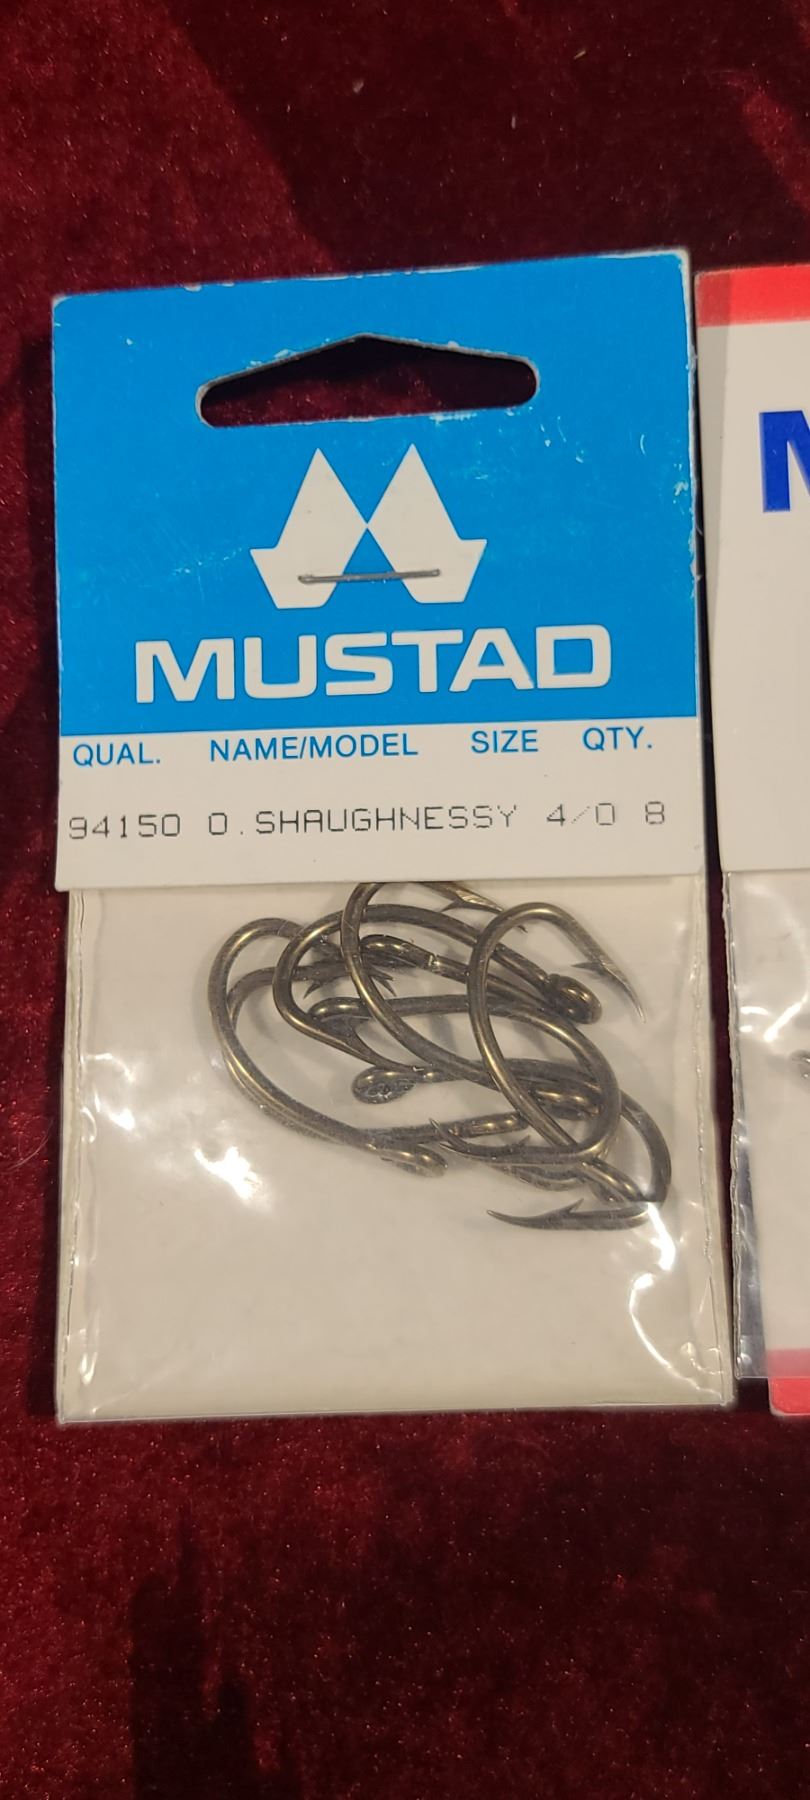 MUSTAD
QUAL. NAME/MODEL SIZE QTY.
94150 O.SHAUGHNESSY 4/0 8
M